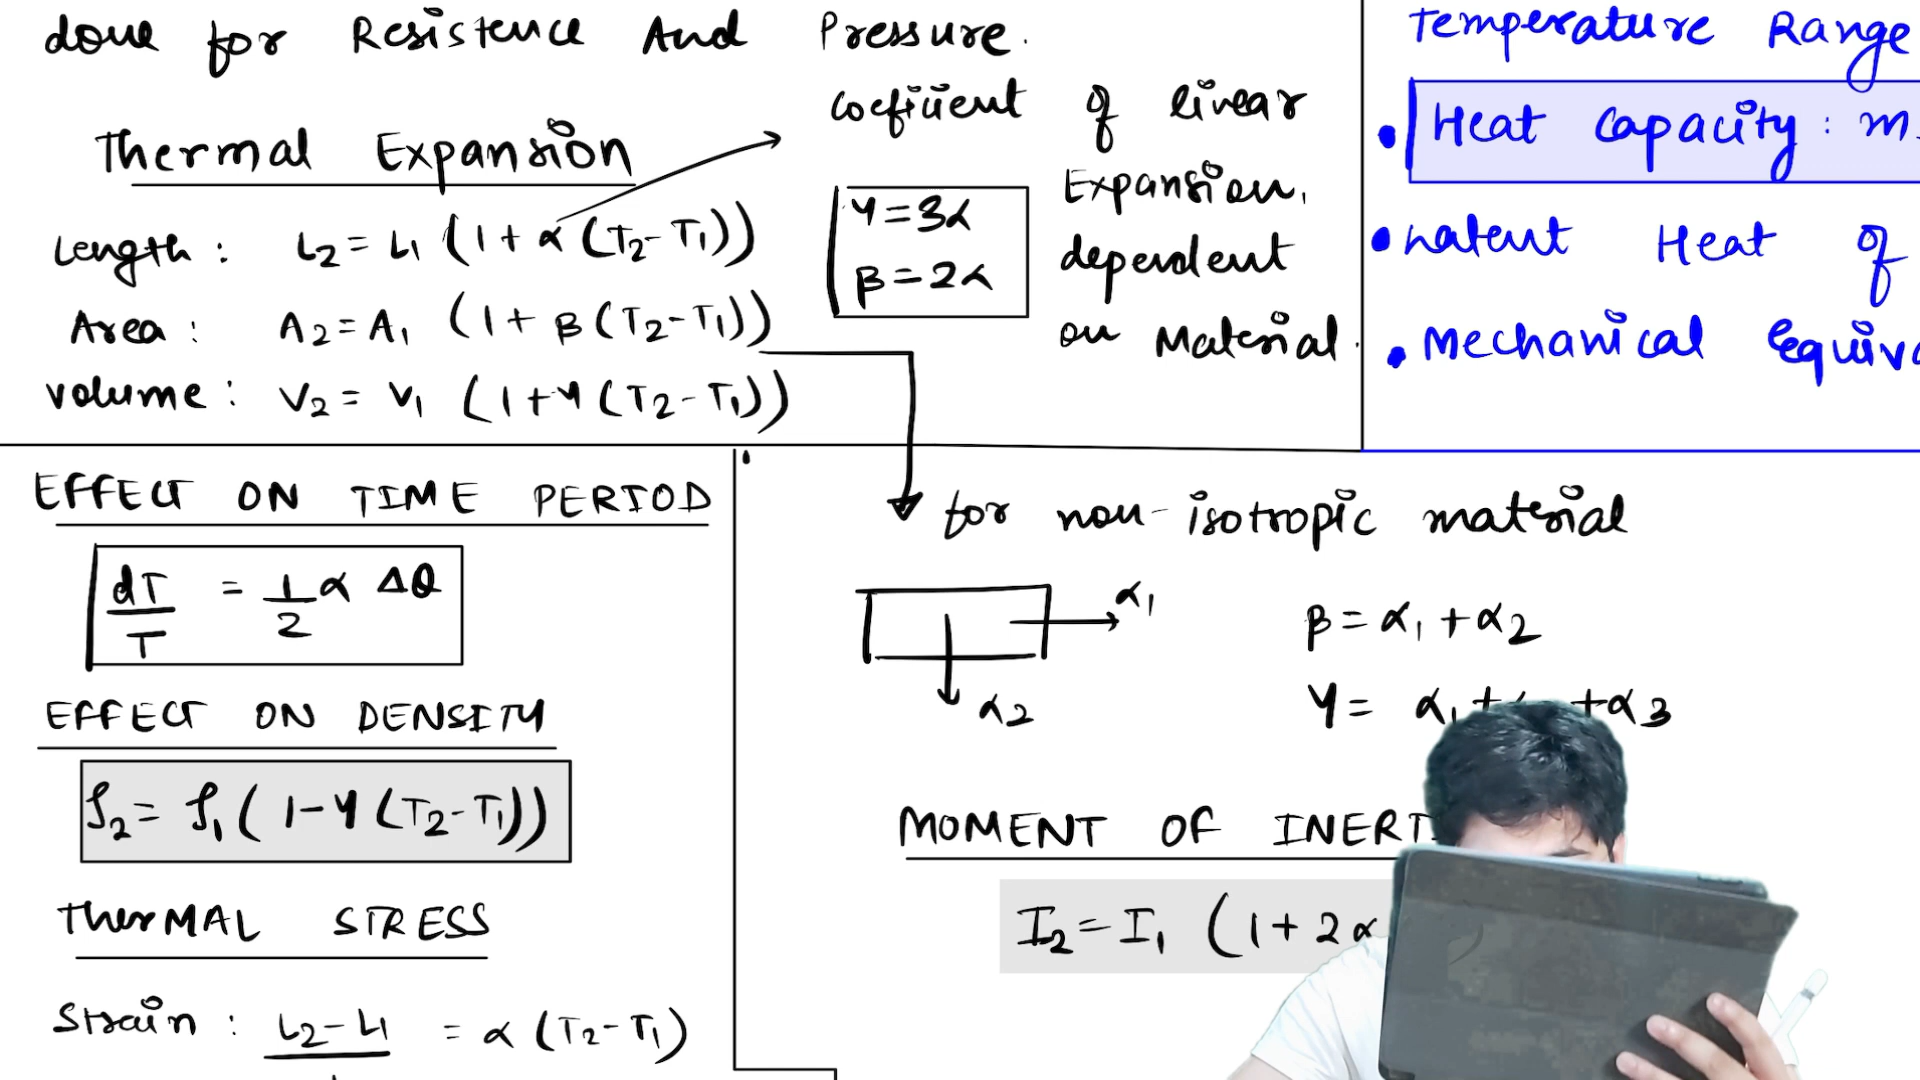 done for Resistence And Pressure.
Thermal Expansion
Length : L2 = L1 (1 + α (T2 - T1))
Area : A2 = A1 (1 + β (T2 - T1))
volume : V2 = V1 (1 + γ (T2 - T1))
coefficient of linear
Expansion,
dependent
on Material.
γ = 3α
β = 2α
Temperature Range
• Heat Capacity : m
• Latent Heat of
• Mechanical Equiv
EFFECT ON TIME PERIOD
dT/T = 1/2 α ΔΘ
EFFECT ON DENSITY
ρ2 = ρ1 (1 - γ (T2 - T1))
Thermal STRESS
Strain : L2 - L1 = α (T2 - T1)
for non-isotropic material
α1
α2
β = α1 + α2
γ = α1 + + α3
MOMENT OF INERT
I2 = I1 (1 + 2α